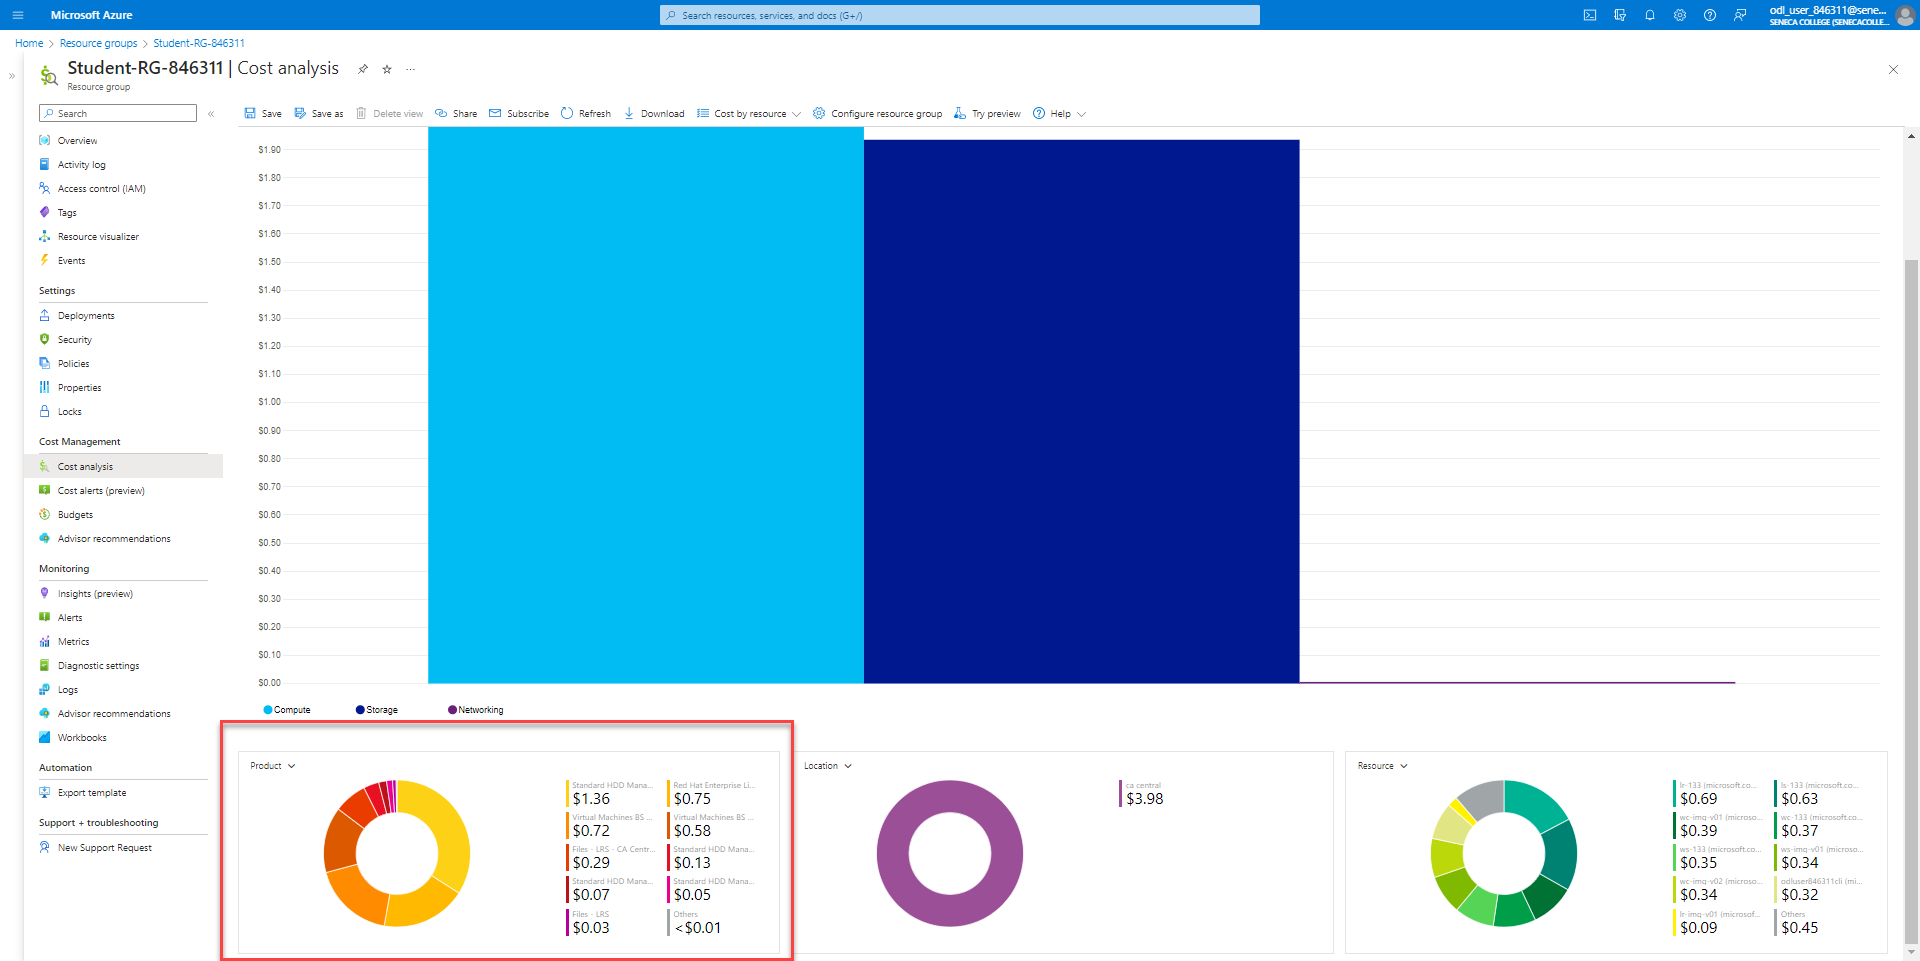 Microsoft Azure
Search resources, services, and docs (G+/)
odl_user_846311@sene...
SENECA COLLEGE (SENECACOLLE...
Home
Resource groups
Student-RG-846311
Student-RG-846311 | Cost analysis
Resource group
Search
Save
Save as
Delete view
Share
Subscribe
Refresh
Download
Cost by resource
Configure resource group
Try preview
Help
Overview
Activity log
Access control (IAM)
Tags
Resource visualizer
Events
Settings
Deployments
Security
Policies
Properties
Locks
Cost Management
Cost analysis
Cost alerts (preview)
Budgets
Advisor recommendations
Monitoring
Insights (preview)
Alerts
Metrics
Diagnostic settings
Logs
Advisor recommendations
Workbooks
Automation
Export template
Support + troubleshooting
New Support Request
$1.90
$1.80
$1.70
$1.60
$1.50
$1.40
$1.30
$1.20
$1.10
$1.00
$0.90
$0.80
$0.70
$0.60
$0.50
$0.40
$0.30
$0.20
$0.10
$0.00
Compute
Storage
Networking
Product
Standard HDD Mana...
$1.36
Red Hat Enterprise Li...
$0.75
Virtual Machines BS ...
$0.72
Virtual Machines BS ...
$0.58
Files - LRS - CA Centr...
$0.29
Standard HDD Mana...
$0.13
Standard HDD Mana...
$0.07
Standard HDD Mana...
$0.05
Files - LRS
$0.03
Others
<$0.01
Location
ca central
$3.98
Resource
lr-133 (microsoft.co...
$0.69
ls-133 (microsoft.co...
$0.63
wc-img-v01 (microso...
$0.39
wc-133 (microsoft.co...
$0.37
ws-133 (microsoft.co...
$0.35
ws-img-v01 (microso...
$0.34
wc-img-v02 (microso...
$0.34
odluser846311cli (mi...
$0.32
lr-img-v01 (microsof...
$0.09
Others
$0.45